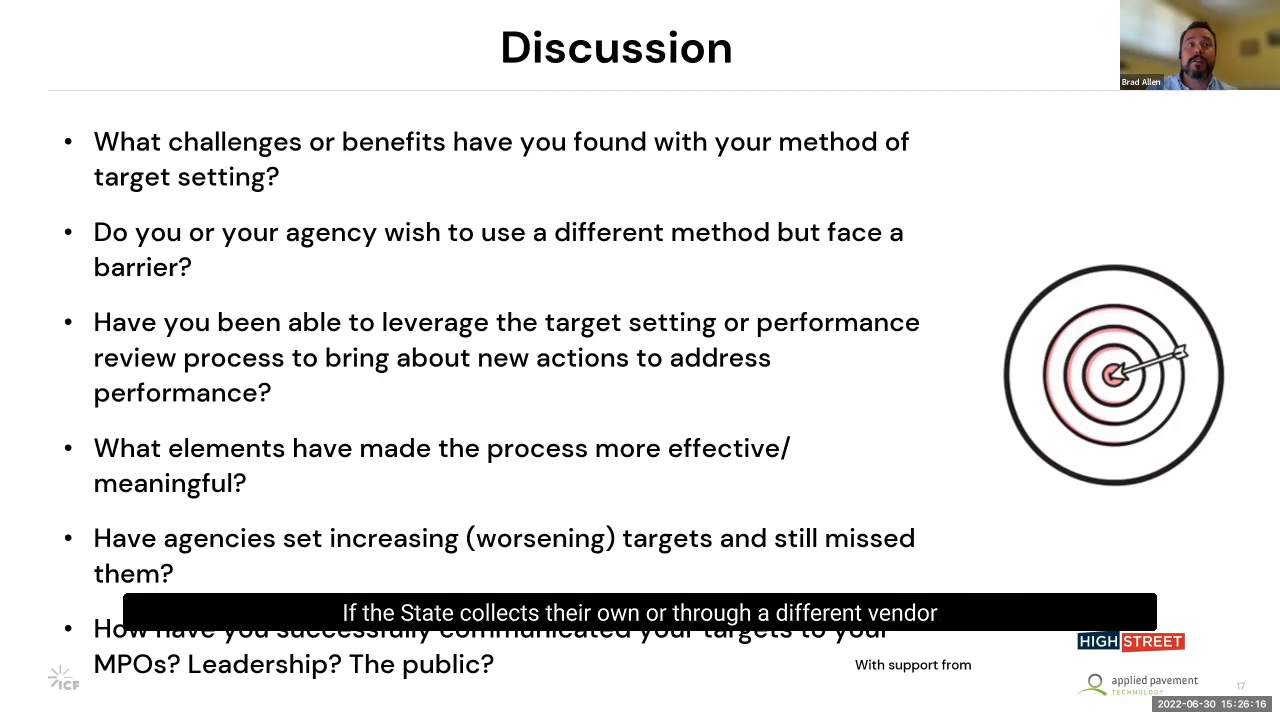 Discussion
Brad Allen
• What challenges or benefits have you found with your method of
target setting?
• Do you or your agency wish to use a different method but face a
barrier?
• Have you been able to leverage the target setting or performance
review process to bring about new actions to address
performance?
• What elements have made the process more effective/
meaningful?
• Have agencies set increasing (worsening) targets and still missed
them?
If the State collects their own or through a different vendor
• How have you successfully communicated your targets to your
MPOs? Leadership? The public?
ICF
With support from
HIGH STREET
applied pavement
TECHNOLOGY
17
2022-06-30 15:26:16